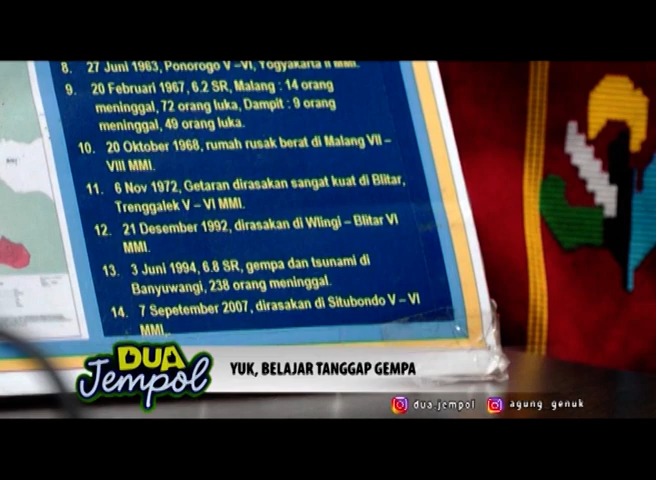 8. 27 Juni 1963, Ponorogo V –VI, Yogyakarta II MMI.
9. 20 Februari 1967, 6.2 SR, Malang : 14 orang
meninggal, 72 orang luka, Dampit : 9 orang
meninggal, 49 orang luka.
10. 20 Oktober 1968, rumah rusak berat di Malang VII –
VIII MMI.
11. 6 Nov 1972, Getaran dirasakan sangat kuat di Blitar,
Trenggalek V – VI MMI.
12. 21 Desember 1992, dirasakan di Wlingi – Blitar VI
MMI.
13. 3 Juni 1994, 6.8 SR, gempa dan tsunami di
Banyuwangi, 238 orang meninggal.
14. 7 Sepetember 2007, dirasakan di Situbondo V – VI
MMI.
DUA
Jempol
YUK, BELAJAR TANGGAP GEMPA
dua.jempol agung_genuk